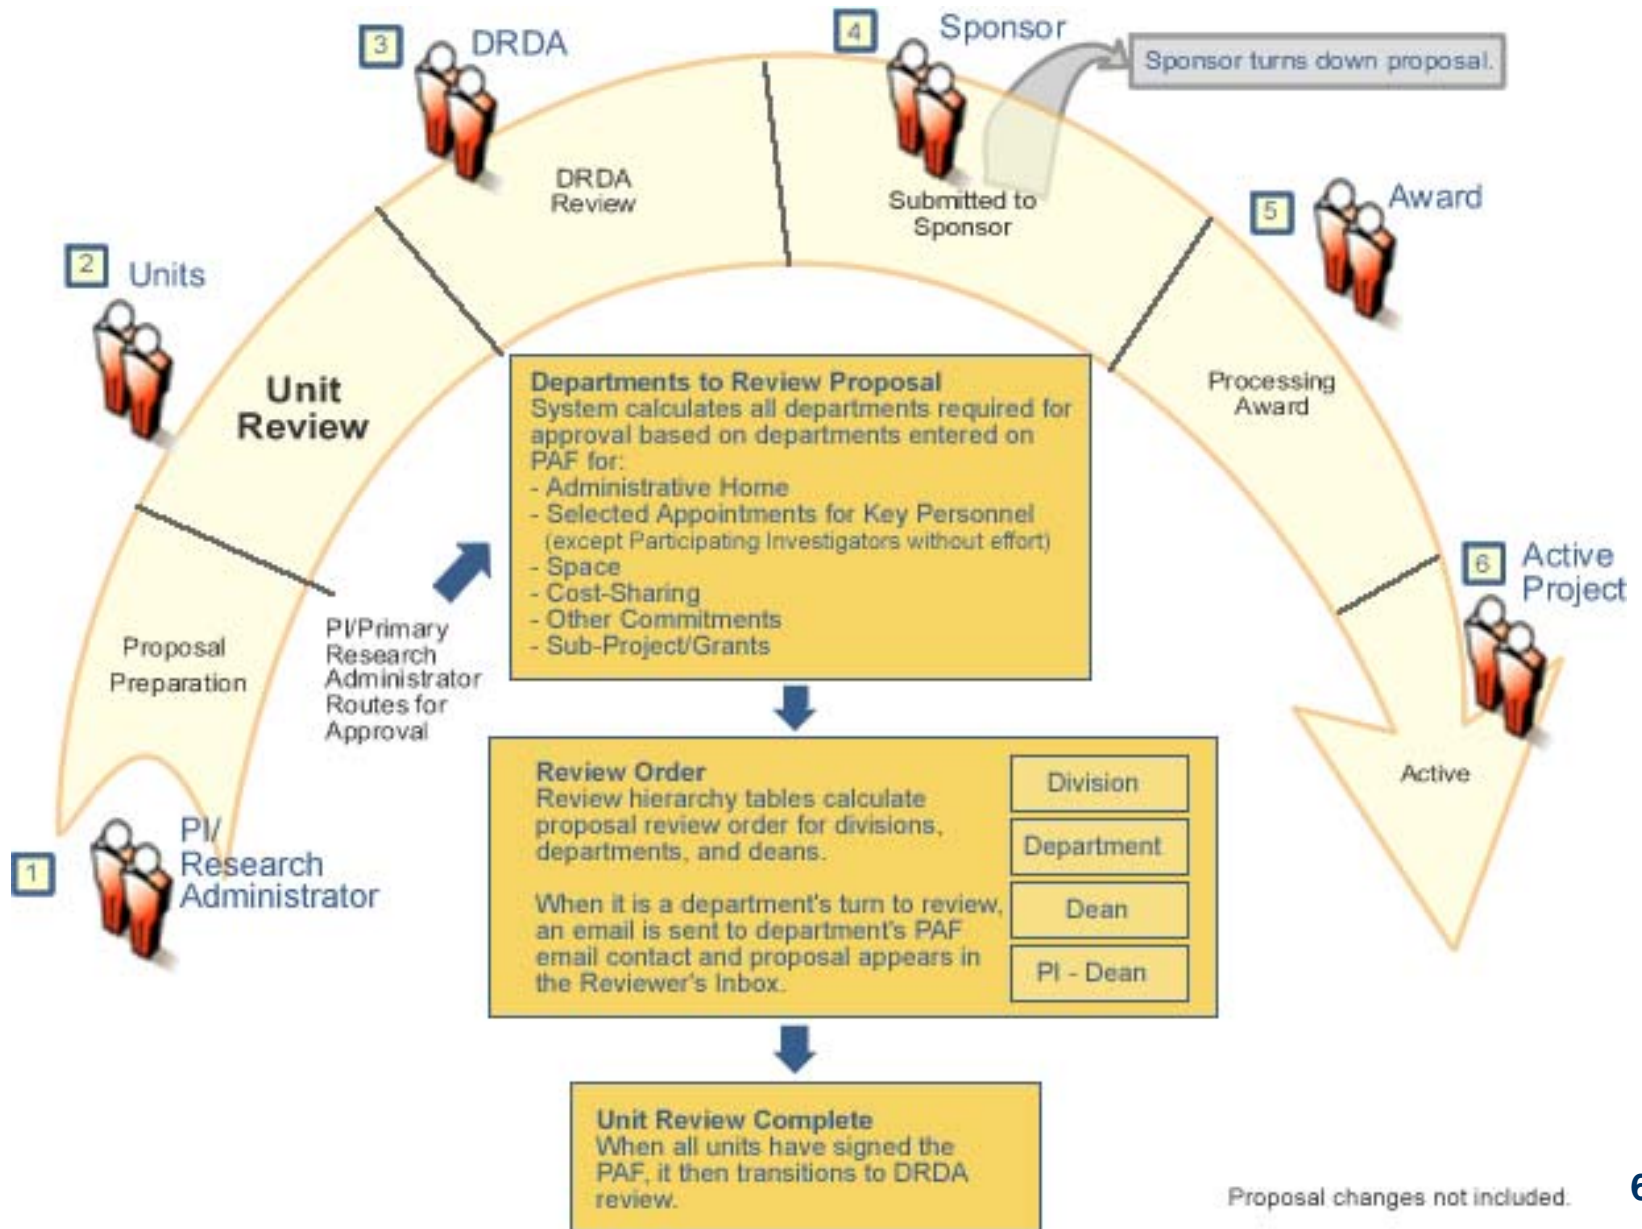 3
DRDA
4
Sponsor
Sponsor turns down proposal.
DRDA
Review
Submitted to
Sponsor
5
Award
2
Units
Unit
Review
Processing
Award
Departments to Review Proposal
System calculates all departments required for
approval based on departments entered on
PAF for:
- Administrative Home
- Selected Appointments for Key Personnel
(except Participating Investigators without effort)
- Space
- Cost-Sharing
- Other Commitments
- Sub-Project/Grants
6
Active
Project
Proposal
Preparation
PI/Primary
Research
Administrator
Routes for
Approval
Active
1
PI/
Research
Administrator
Review Order
Review hierarchy tables calculate
proposal review order for divisions,
departments, and deans.
When it is a department's turn to review,
an email is sent to department's PAF
email contact and proposal appears in
the Reviewer's Inbox.
Division
Department
Dean
PI - Dean
Unit Review Complete
When all units have signed the
PAF, it then transitions to DRDA
review.
Proposal changes not included.
6